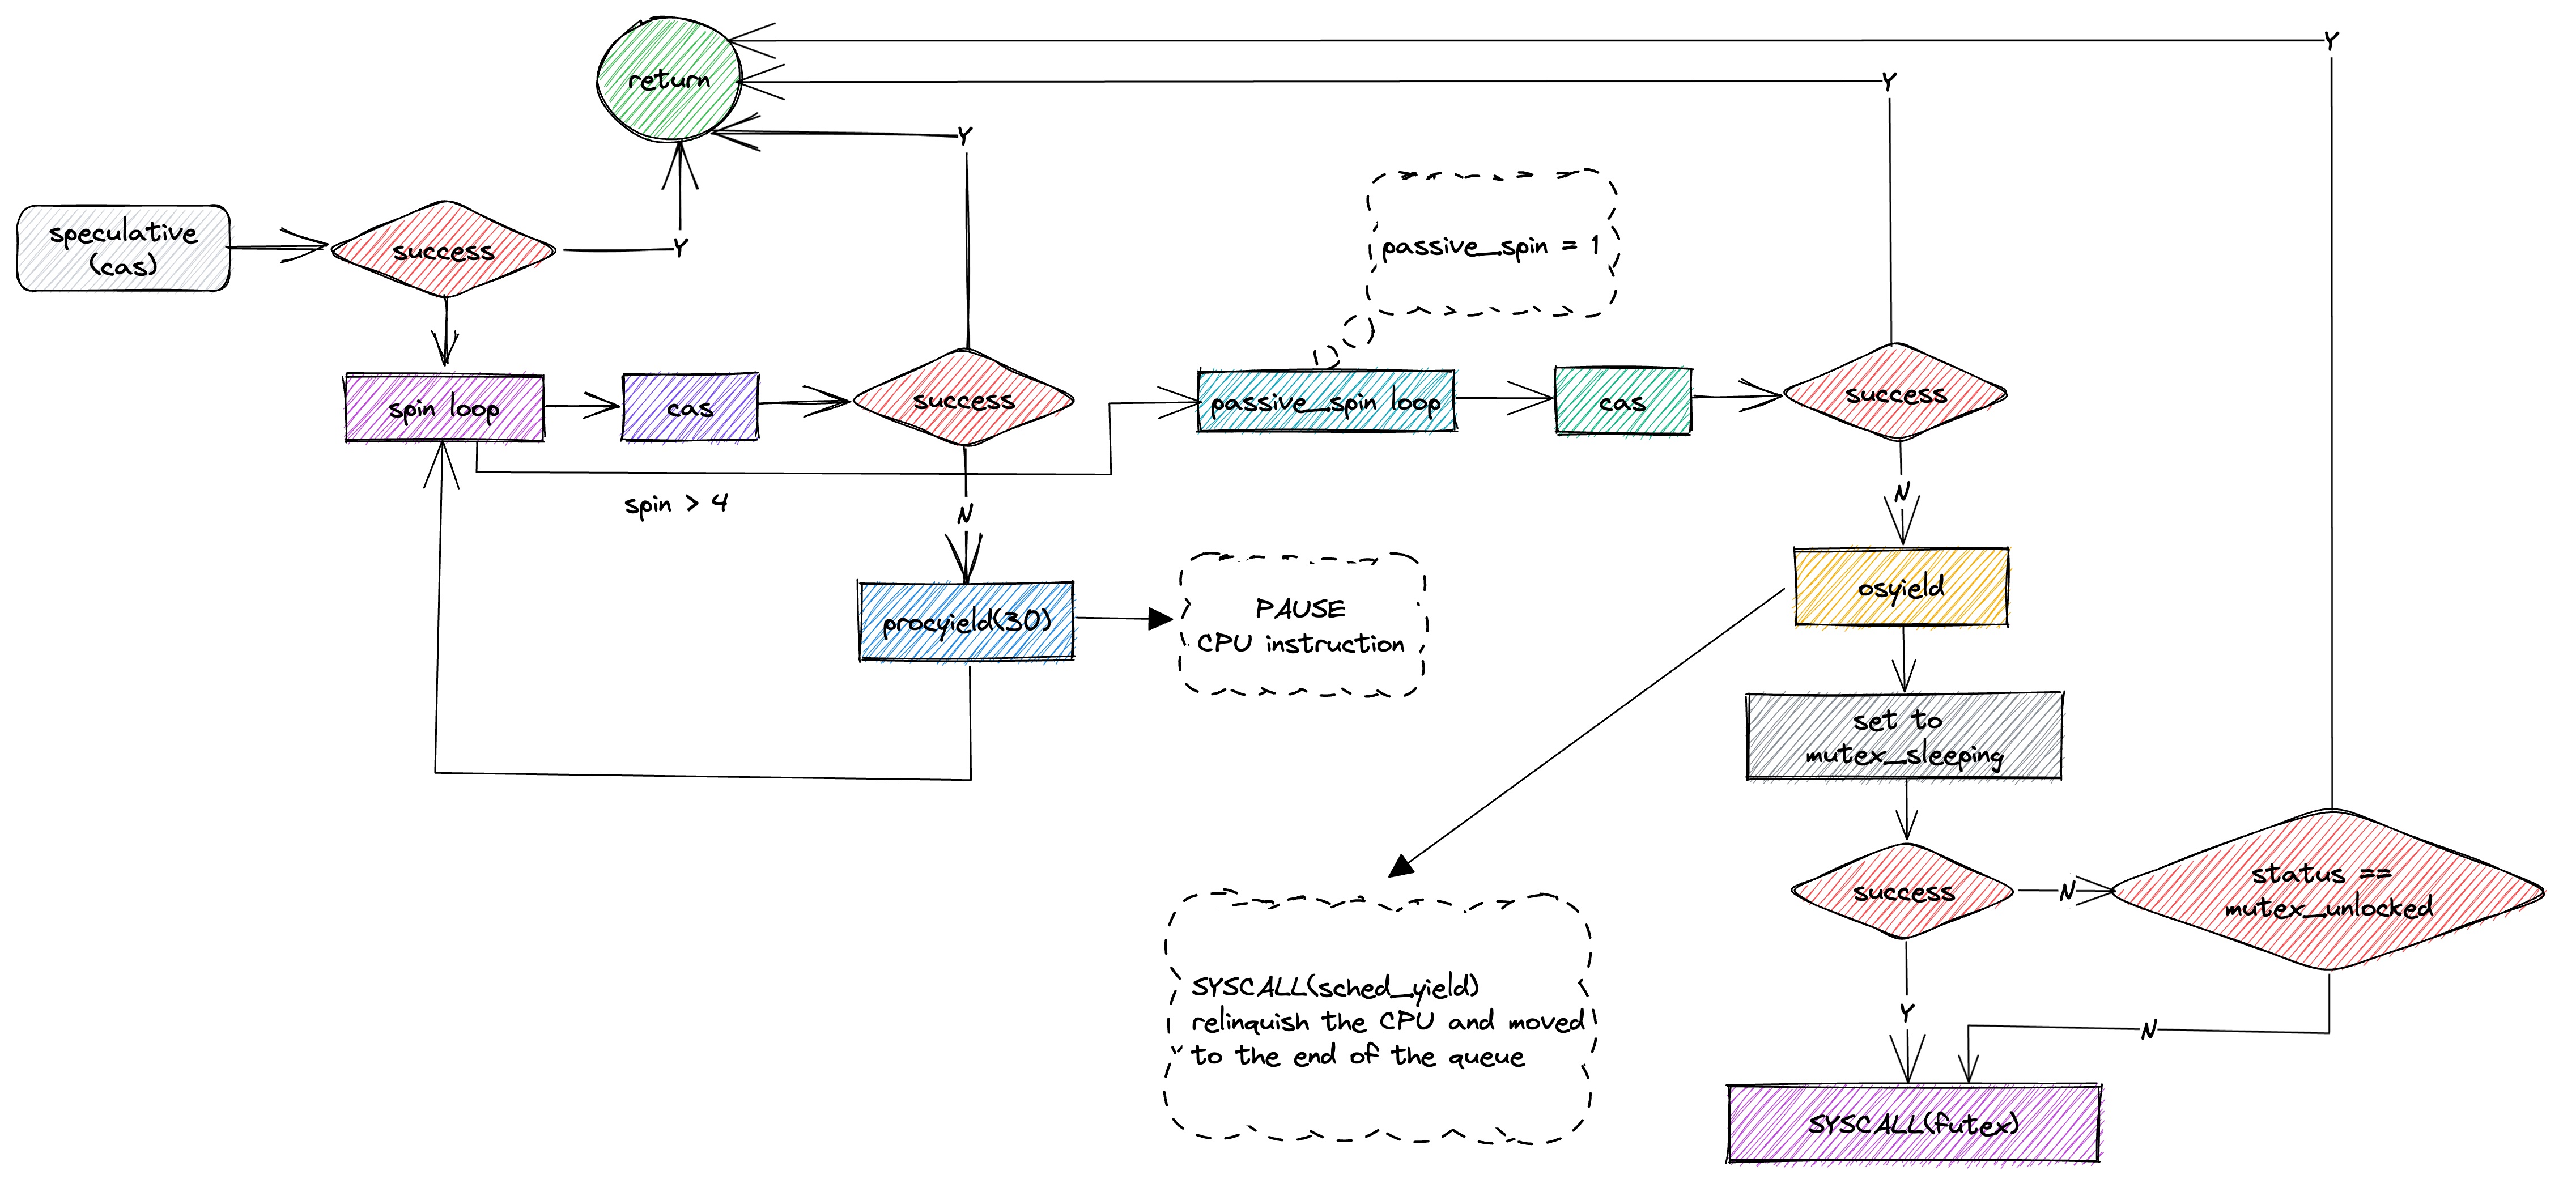 return
Y
Y
Y
speculative
(cas)
success
Y
passive_spin = 1
spin loop
cas
success
passive_spin loop
cas
success
spin > 4
N
N
procyield(30)
PAUSE
CPU instruction
osyield
set to
mutex_sleeping
success
N
status ==
mutex_unlocked
SYSCALL(sched_yield)
relinquish the CPU and moved
to the end of the queue
Y
N
SYSCALL(futex)